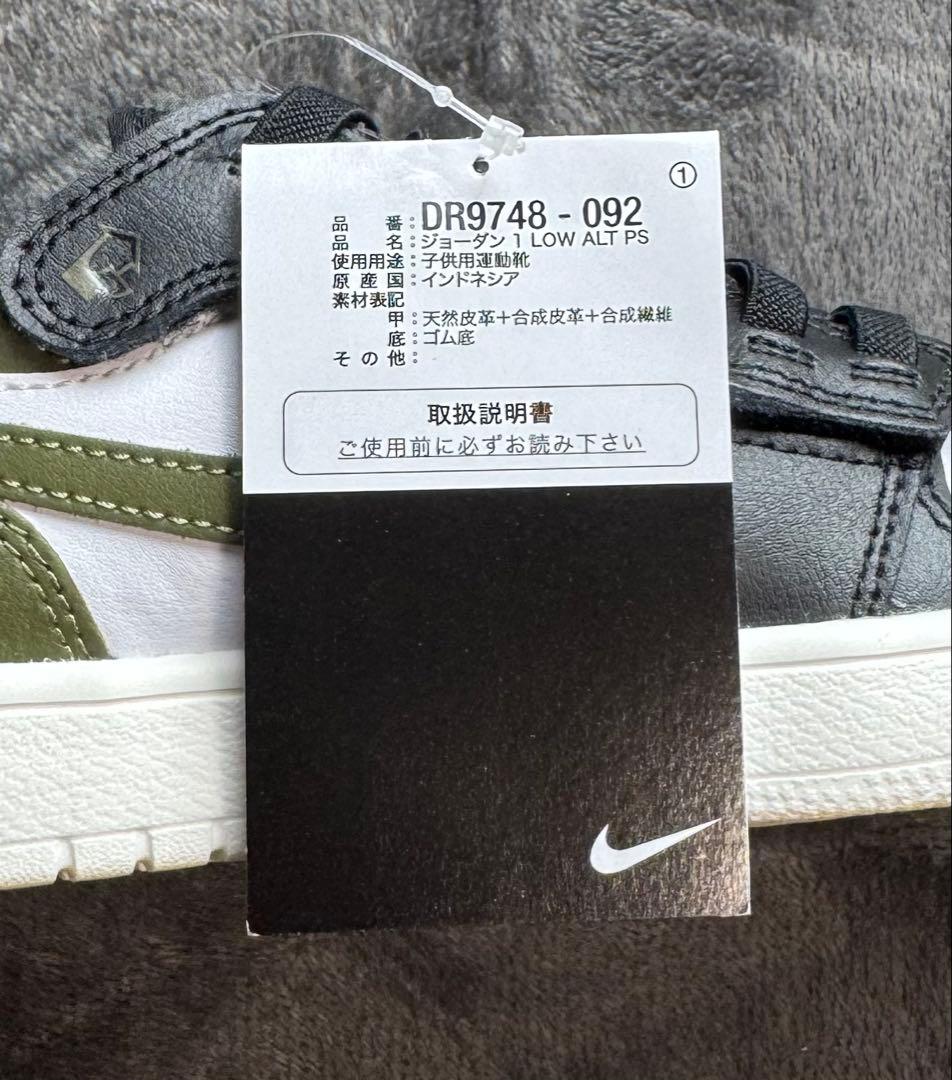 ①
品番：DR9748 - 092
品名：ジョーダン 1 LOW ALT PS
使用用途：子供用運動靴
原産国：インドネシア
素材表記
甲：天然皮革＋合成皮革＋合成繊維
底：ゴム底
その他：
取扱説明書
ご使用前に必ずお読み下さい